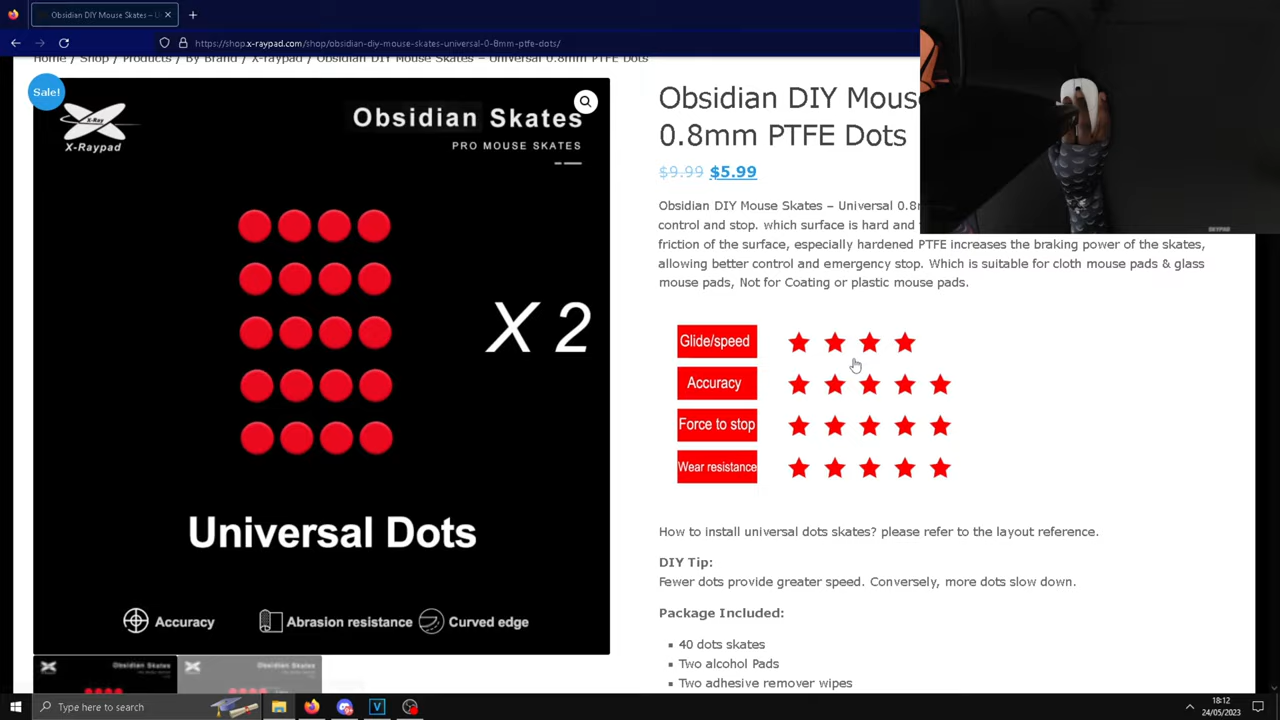 Obsidian DIY Mouse Skates – U
https://shop.x-raypad.com/shop/obsidian-diy-mouse-skates-universal-0-8mm-ptfe-dots/
Home / Shop / Products / By Brand / X-raypad / Obsidian DIY Mouse Skates – Universal 0.8mm PTFE Dots
Sale!
X-Ray
X-Raypad
Obsidian Skates
PRO MOUSE SKATES
X 2
Universal Dots
Accuracy
Abrasion resistance
Curved edge
Obsidian Skates
Obsidian Skates
Obsidian DIY Mouse
0.8mm PTFE Dots
$9.99 $5.99
Obsidian DIY Mouse Skates – Universal 0.8
control and stop. which surface is hard and
friction of the surface, especially hardened PTFE increases the braking power of the skates,
allowing better control and emergency stop. Which is suitable for cloth mouse pads & glass
mouse pads, Not for Coating or plastic mouse pads.
Glide/speed
Accuracy
Force to stop
Wear resistance
How to install universal dots skates? please refer to the layout reference.
DIY Tip:
Fewer dots provide greater speed. Conversely, more dots slow down.
Package Included:
40 dots skates
Two alcohol Pads
Two adhesive remover wipes
SKYPAD
Type here to search
18:12
24/05/2023